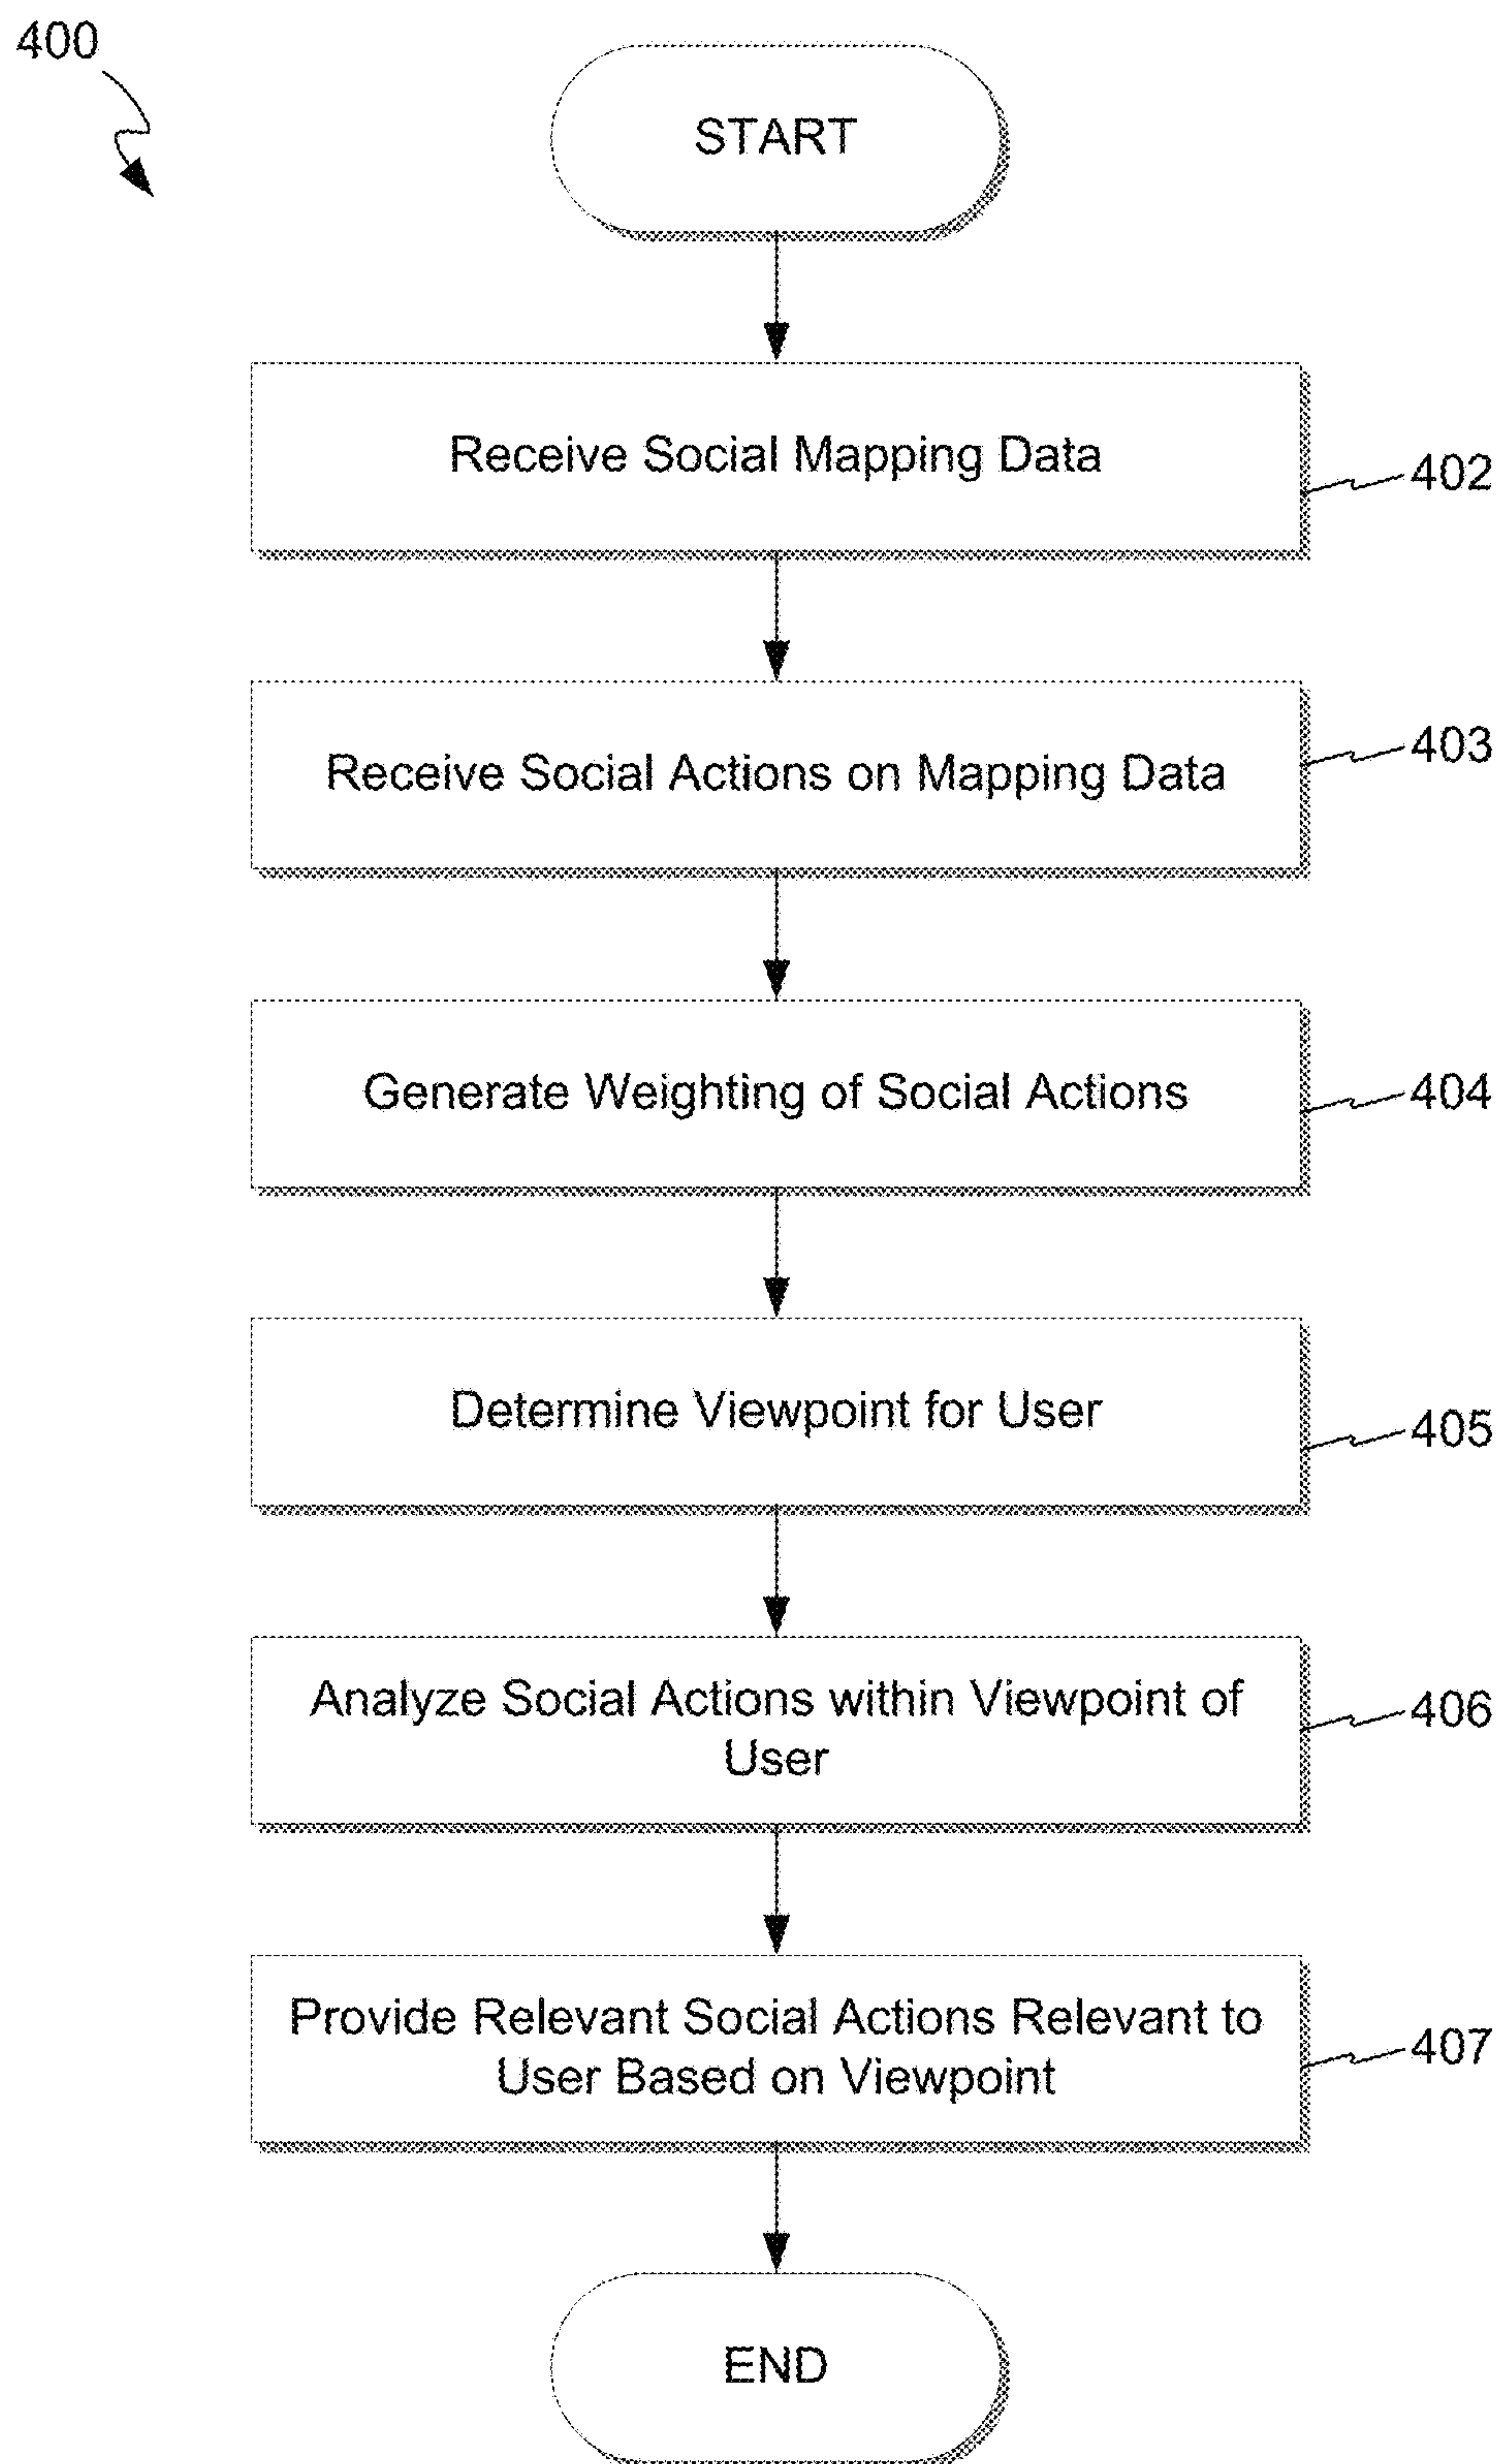 400
START
Receive Social Mapping Data
402
Receive Social Actions on Mapping Data
403
Generate Weighting of Social Actions
404
Determine Viewpoint for User
405
Analyze Social Actions within Viewpoint of
User
406
Provide Relevant Social Actions Relevant to
User Based on Viewpoint
407
END